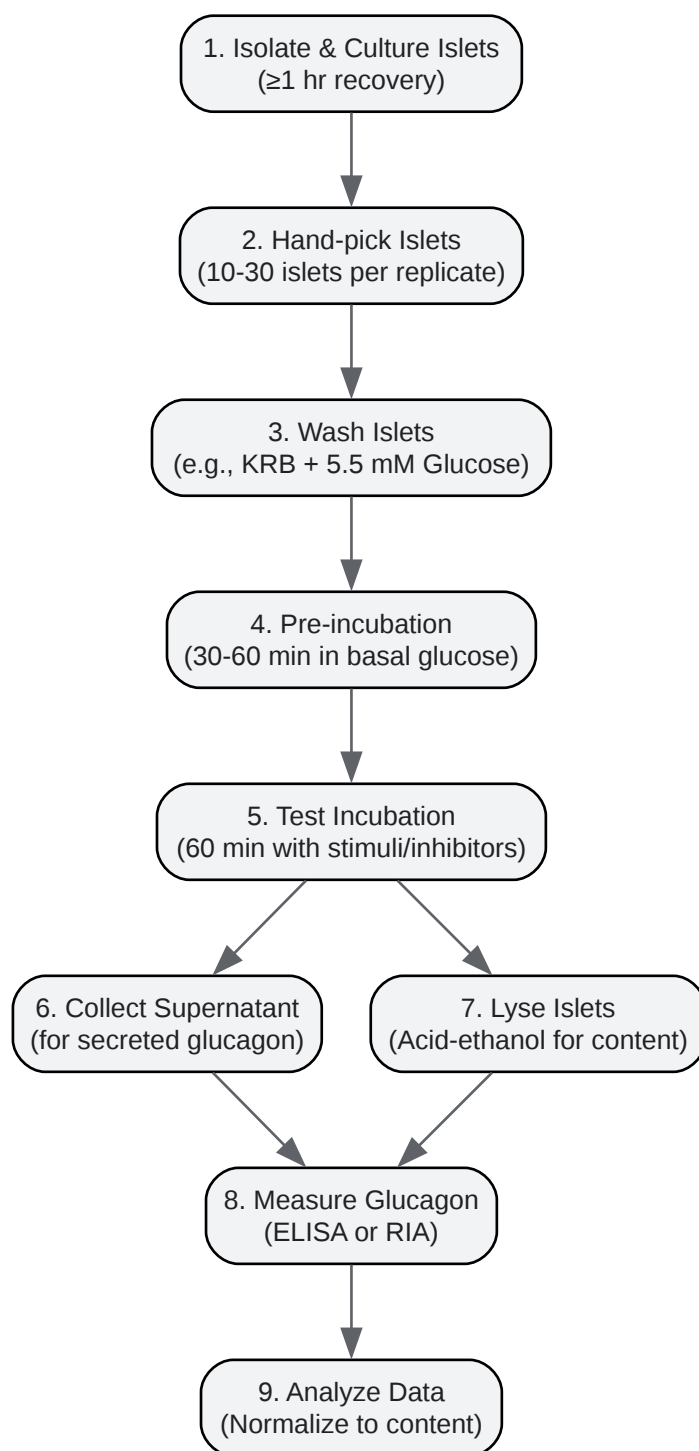 1. Isolate & Culture Islets
(≥1 hr recovery)
2. Hand-pick Islets
(10-30 islets per replicate)
3. Wash Islets
(e.g., KRB + 5.5 mM Glucose)
4. Pre-incubation
(30-60 min in basal glucose)
5. Test Incubation
(60 min with stimuli/inhibitors)
6. Collect Supernatant
(for secreted glucagon)
7. Lyse Islets
(Acid-ethanol for content)
8. Measure Glucagon
(ELISA or RIA)
9. Analyze Data
(Normalize to content)